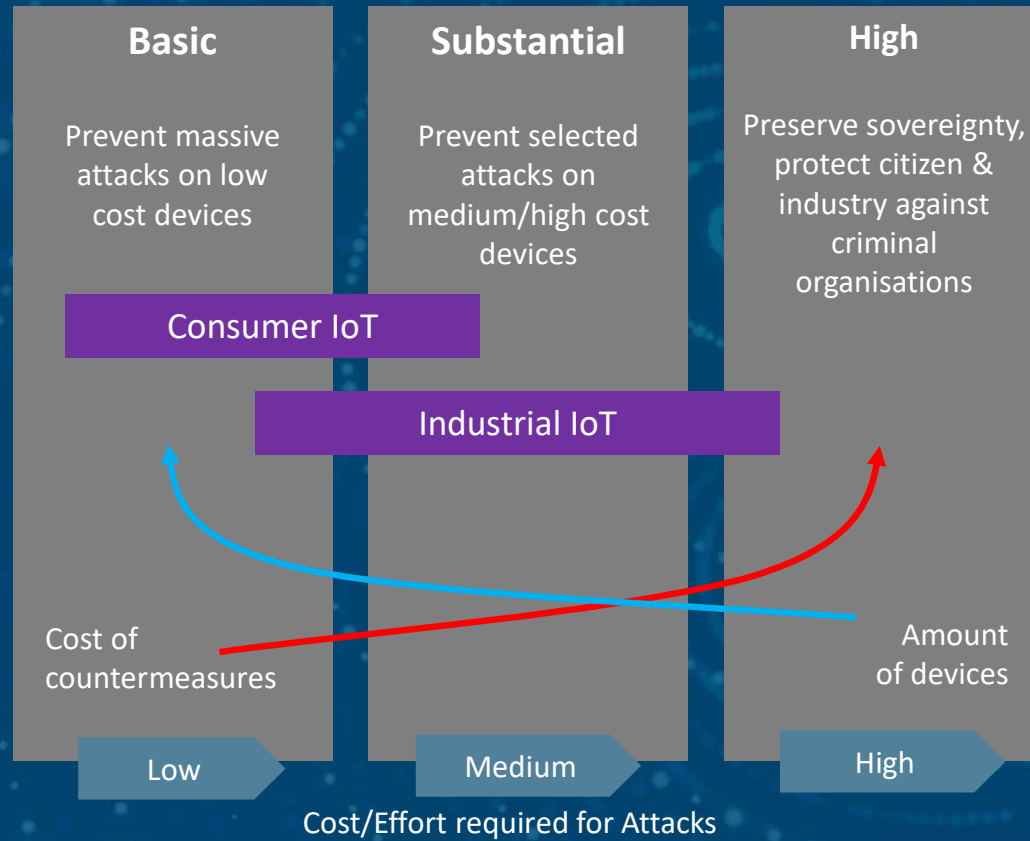 Basic
Prevent massive
attacks on low
cost devices
Substantial
Prevent selected
attacks on
medium/high cost
devices
High
Preserve sovereignty,
protect citizen &
industry against
criminal
organisations
Consumer IoT
Industrial IoT
Cost of
countermeasures
Amount
of devices
Low
Medium
High
Cost/Effort required for Attacks